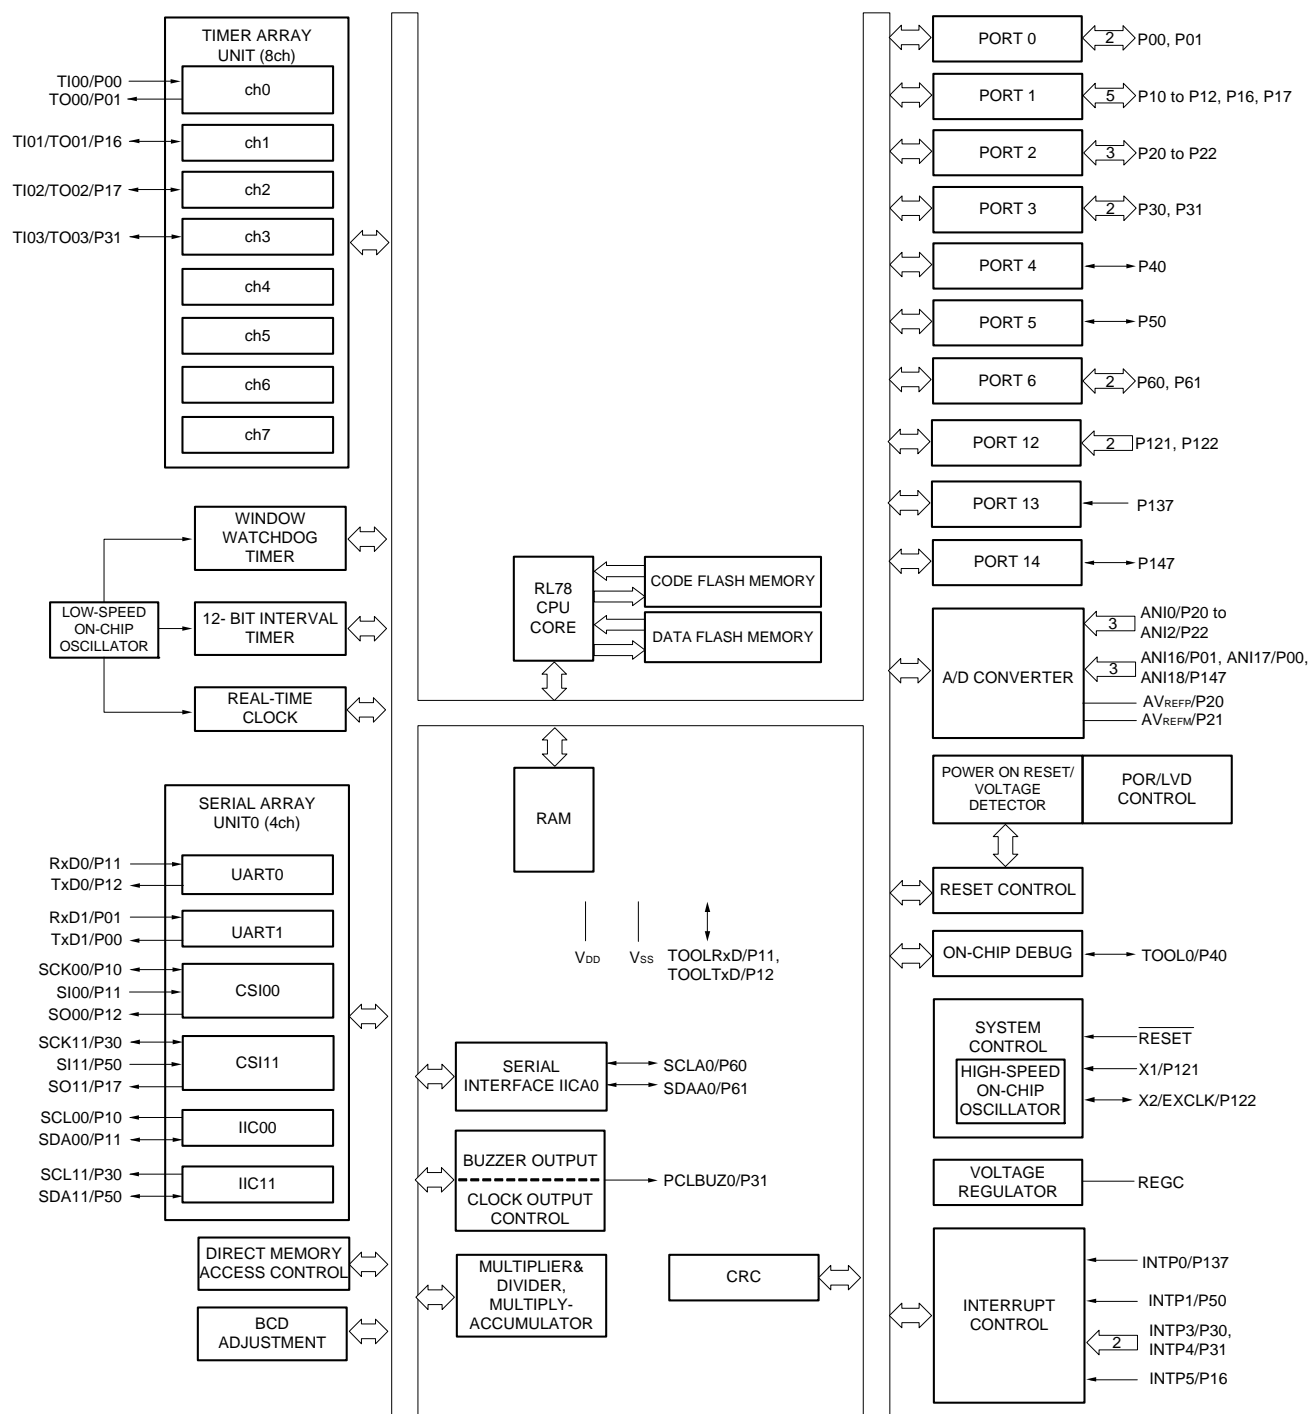 TIMER ARRAY
UNIT (8ch)
TI00/P00
TO00/P01
ch0
TI01/TO01/P16
ch1
TI02/TO02/P17
ch2
TI03/TO03/P31
ch3
ch4
ch5
ch6
ch7
WINDOW
WATCHDOG
TIMER
LOW-SPEED
ON-CHIP
OSCILLATOR
12- BIT INTERVAL
TIMER
REAL-TIME
CLOCK
SERIAL ARRAY
UNIT0 (4ch)
RxD0/P11
TxD0/P12
UART0
RxD1/P01
TxD1/P00
UART1
SCK00/P10
SI00/P11
SO00/P12
CSI00
SCK11/P30
SI11/P50
SO11/P17
CSI11
SCL00/P10
SDA00/P11
IIC00
SCL11/P30
SDA11/P50
IIC11
DIRECT MEMORY
ACCESS CONTROL
BCD
ADJUSTMENT
RL78
CPU
CORE
CODE FLASH MEMORY
DATA FLASH MEMORY
RAM
VDD
VSS
TOOLRxD/P11,
TOOLTxD/P12
SERIAL
INTERFACE IICA0
SCLA0/P60
SDAA0/P61
BUZZER OUTPUT
CLOCK OUTPUT
CONTROL
PCLBUZ0/P31
MULTIPLIER&
DIVIDER,
MULTIPLY-
ACCUMULATOR
CRC
PORT 0
2
P00, P01
PORT 1
5
P10 to P12, P16, P17
PORT 2
3
P20 to P22
PORT 3
2
P30, P31
PORT 4
P40
PORT 5
P50
PORT 6
2
P60, P61
PORT 12
2
P121, P122
PORT 13
P137
PORT 14
P147
A/D CONVERTER
3
ANI0/P20 to
ANI2/P22
3
ANI16/P01, ANI17/P00,
ANI18/P147
AVREFP/P20
AVREFM/P21
POWER ON RESET/
VOLTAGE
DETECTOR
POR/LVD
CONTROL
RESET CONTROL
ON-CHIP DEBUG
TOOL0/P40
SYSTEM
CONTROL
HIGH-SPEED
ON-CHIP
OSCILLATOR
RESET
X1/P121
X2/EXCLK/P122
VOLTAGE
REGULATOR
REGC
INTERRUPT
CONTROL
INTP0/P137
INTP1/P50
2
INTP3/P30,
INTP4/P31
INTP5/P16